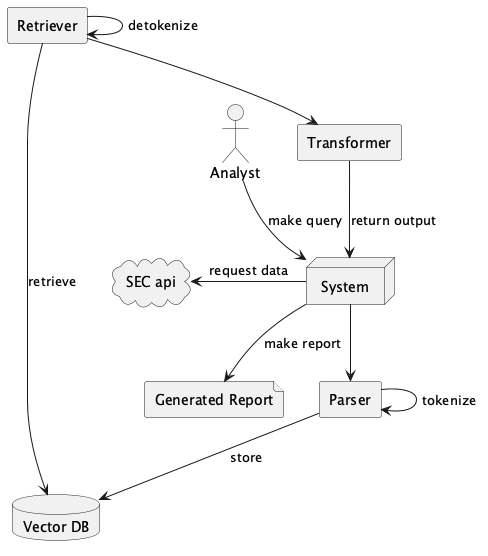 Retriever
detokenize
Transformer
Analyst
make query
return output
SEC api
request data
System
retrieve
make report
Generated Report
Parser
tokenize
store
Vector DB